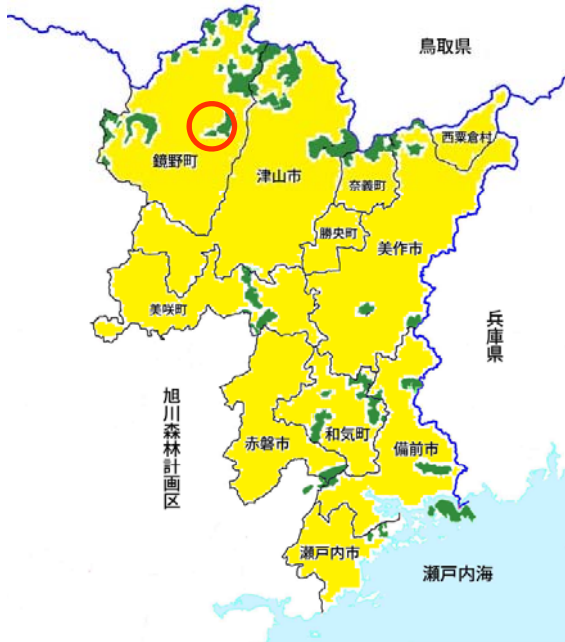 鳥取県
西粟倉村
鏡野町
津山市
奈義町
勝央町
美作市
美咲町
兵庫県
旭川森林計画区
赤磐市
和気町
備前市
瀬戸内市
瀬戸内海